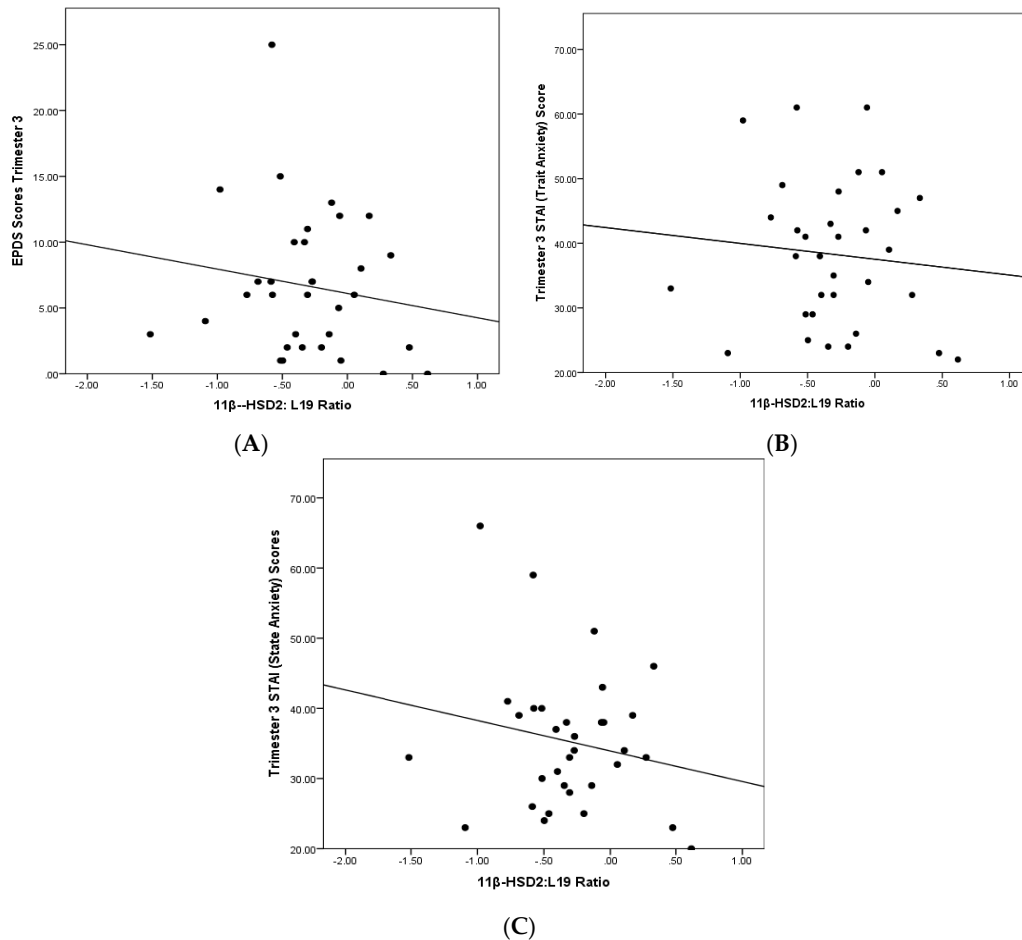 25.00
20.00
15.00
10.00
5.00
.00
EPDS Scores Trimester 3
-2.00 -1.50 -1.00 -.50 .00 .50 1.00
11β--HSD2: L19 Ratio
(A)
70.00
60.00
50.00
40.00
30.00
20.00
Trimester 3 STAI (Trait Anxiety) Score
-2.00 -1.50 -1.00 -.50 .00 .50 1.00
11β-HSD2:L19 Ratio
(B)
70.00
60.00
50.00
40.00
30.00
20.00
Trimester 3 STAI (State Anxiety) Scores
-2.00 -1.50 -1.00 -.50 .00 .50 1.00
11β-HSD2:L19 Ratio
(C)